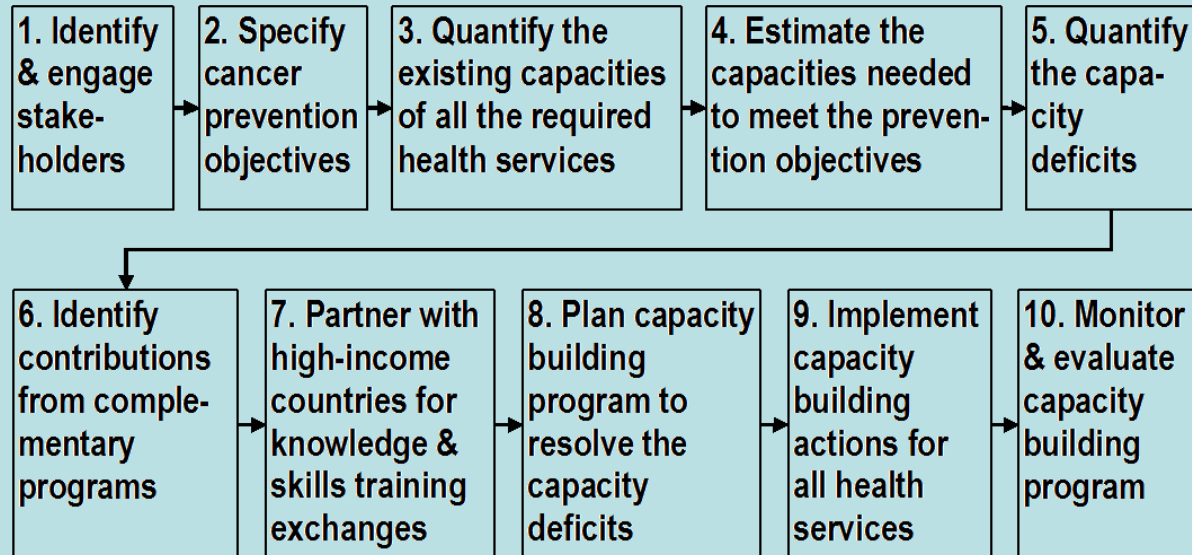 1. Identify
& engage
stake-
holders
2. Specify
cancer
prevention
objectives
3. Quantify the
existing capacities
of all the required
health services
4. Estimate the
capacities needed
to meet the preven-
tion objectives
5. Quantify
the capa-
city
deficits
6. Identify
contributions
from comple-
mentary
programs
7. Partner with
high-income
countries for
knowledge &
skills training
exchanges
8. Plan capacity
building
program to
resolve the
capacity
deficits
9. Implement
capacity
building
actions for
all health
services
10. Monitor
& evaluate
capacity
building
program